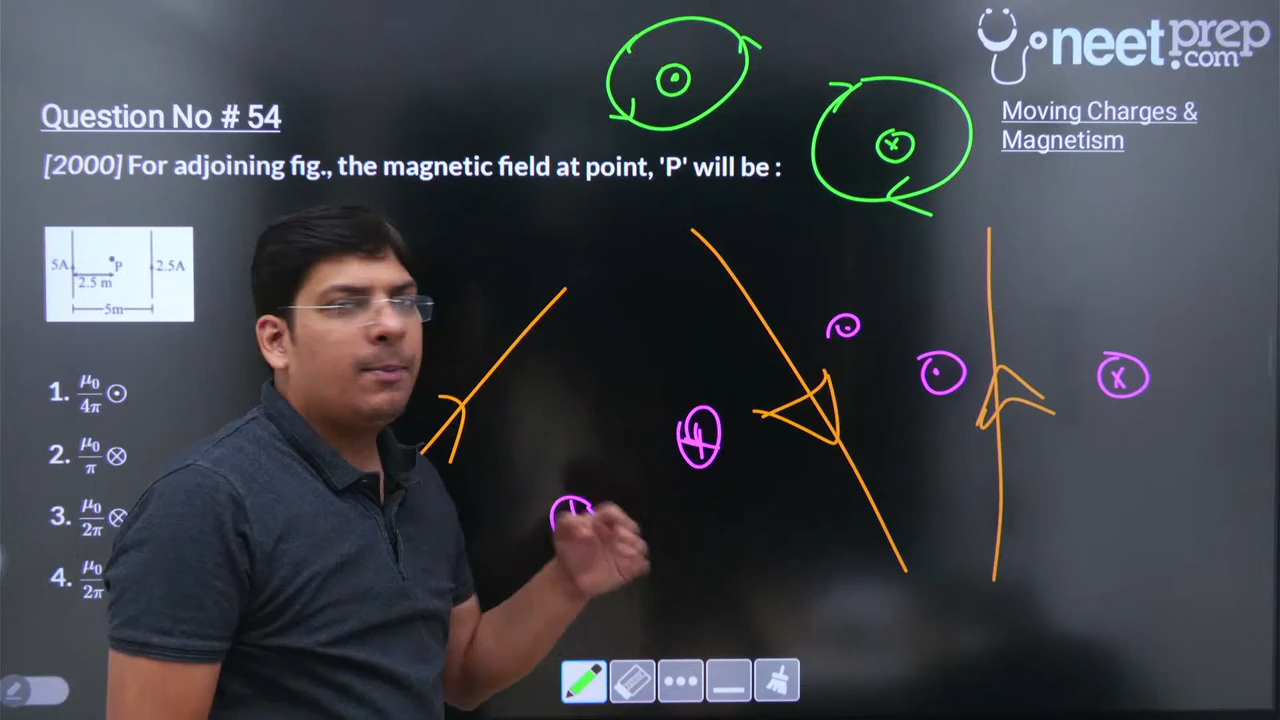 neetprep
.com
Question No # 54
Moving Charges &
Magnetism
[2000] For adjoining fig., the magnetic field at point, 'P' will be :
5A
P
2.5A
2.5 m
5m
1. μ₀/4π ⊙
2. μ₀/π ⊗
3. μ₀/2π ⊗
4. μ₀/2π